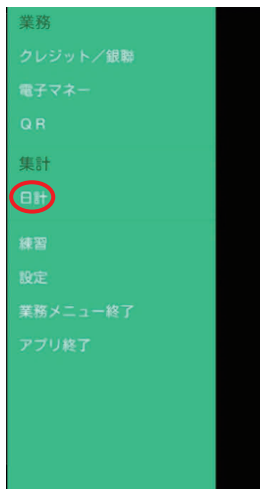 業務
クレジット／銀聯
電子マネー
ＱＲ
集計
日計
練習
設定
業務メニュー終了
アプリ終了